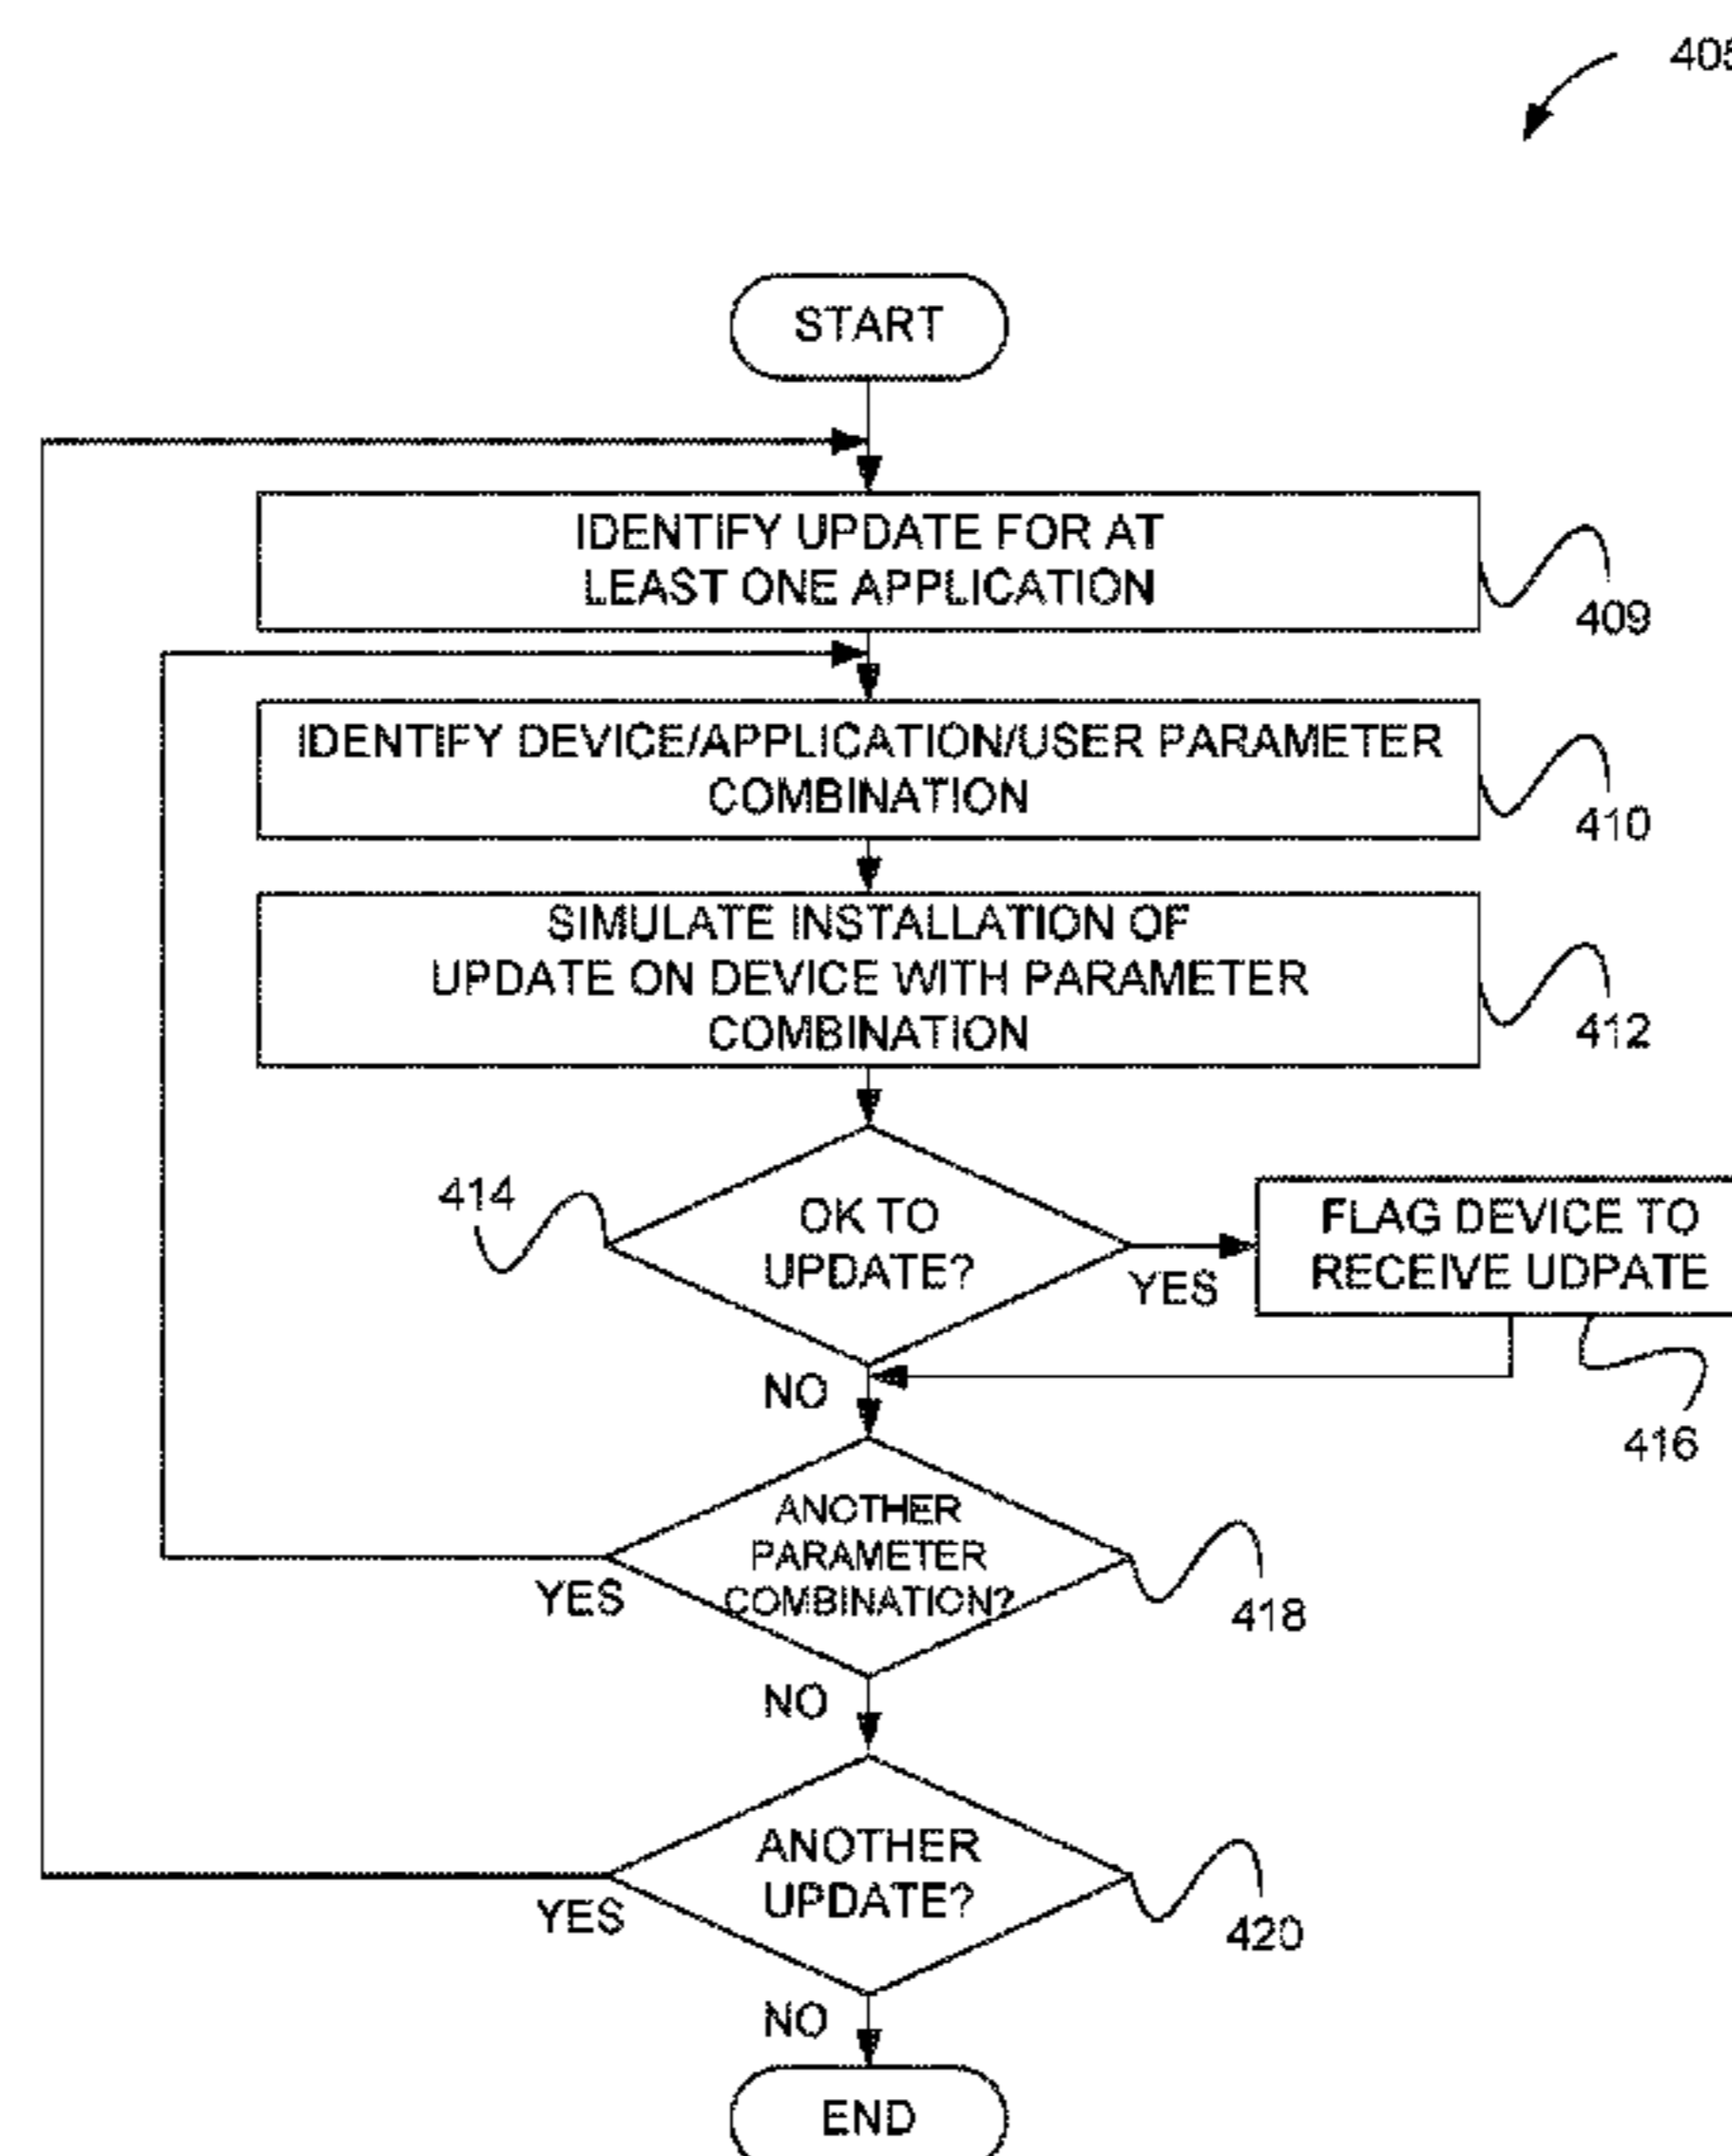 405
START
IDENTIFY UPDATE FOR AT
LEAST ONE APPLICATION
409
IDENTIFY DEVICE/APPLICATION/USER PARAMETER
COMBINATION
410
SIMULATE INSTALLATION OF
UPDATE ON DEVICE WITH PARAMETER
COMBINATION
412
414
OK TO
UPDATE?
YES
FLAG DEVICE TO
RECEIVE UDPATE
416
NO
ANOTHER
PARAMETER
COMBINATION?
YES
418
NO
ANOTHER
UPDATE?
YES
420
NO
END